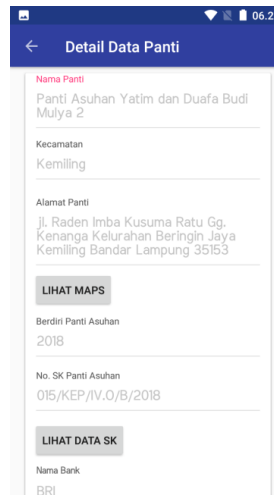 06.2
Detail Data Panti
Nama Panti
Panti Asuhan Yatim dan Duafa Budi
Mulya 2
Kecamatan
Kemiling
Alamat Panti
jl. Raden Imba Kusuma Ratu Gg.
Kenanga Kelurahan Beringin Jaya
Kemiling Bandar Lampung 35153
LIHAT MAPS
Berdiri Panti Asuhan
2018
No. SK Panti Asuhan
015/KEP/IV.0/B/2018
LIHAT DATA SK
Nama Bank
BRI